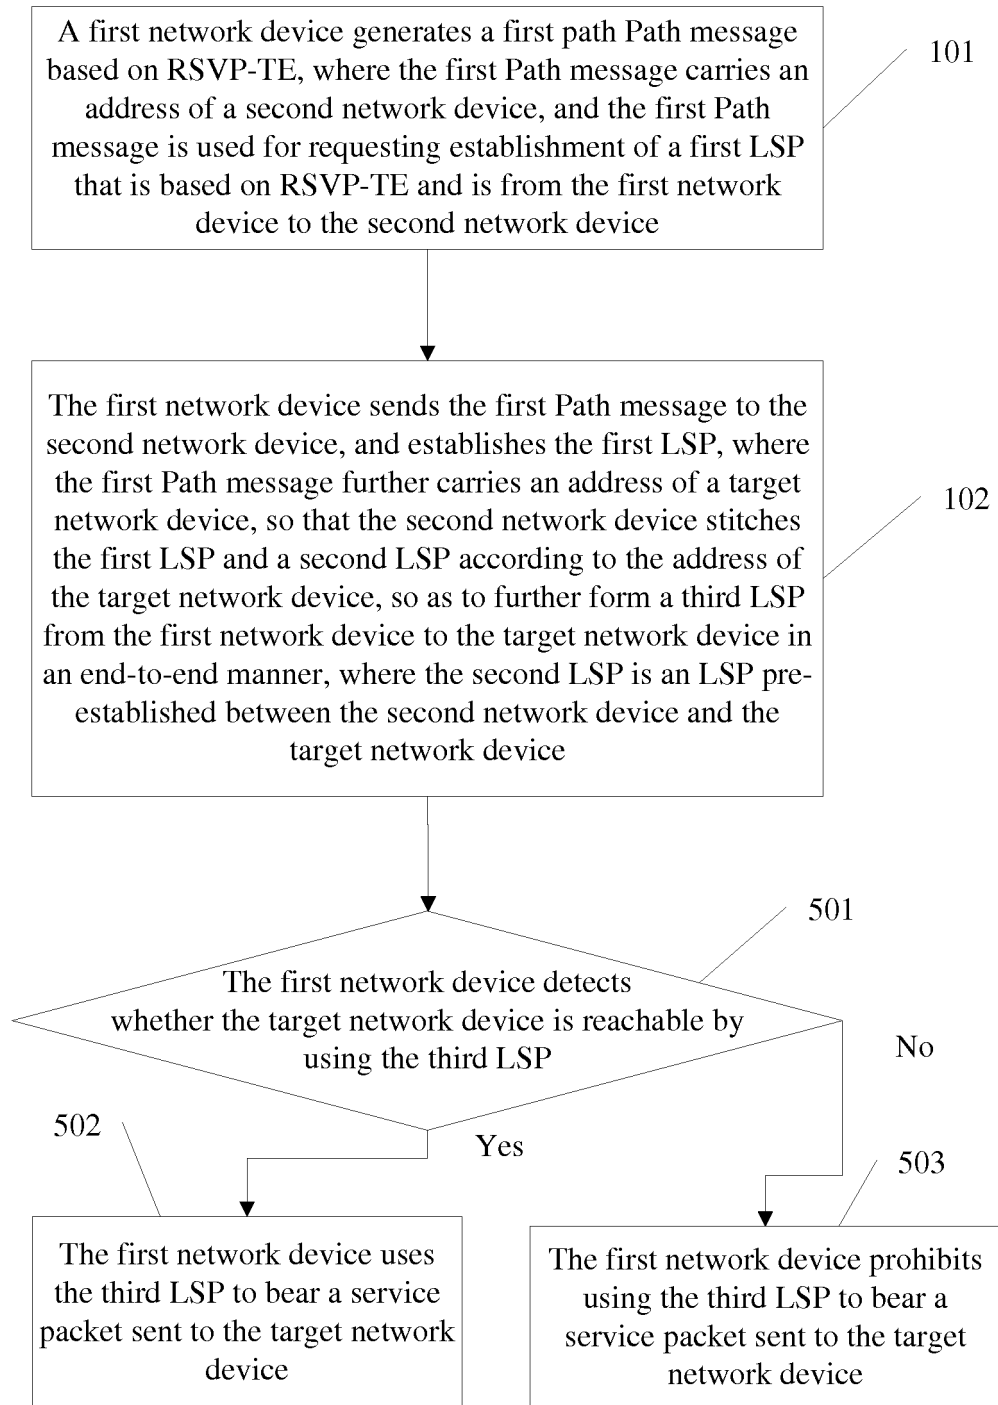 A first network device generates a first path Path message
based on RSVP-TE, where the first Path message carries an
address of a second network device, and the first Path
message is used for requesting establishment of a first LSP
that is based on RSVP-TE and is from the first network
device to the second network device
101
The first network device sends the first Path message to the
second network device, and establishes the first LSP, where
the first Path message further carries an address of a target
network device, so that the second network device stitches
the first LSP and a second LSP according to the address of
the target network device, so as to further form a third LSP
from the first network device to the target network device in
an end-to-end manner, where the second LSP is an LSP pre-
established between the second network device and the
target network device
102
501
The first network device detects
whether the target network device is reachable by
using the third LSP
No
502
Yes
503
The first network device uses
the third LSP to bear a service
packet sent to the target network
device
The first network device prohibits
using the third LSP to bear a
service packet sent to the target
network device